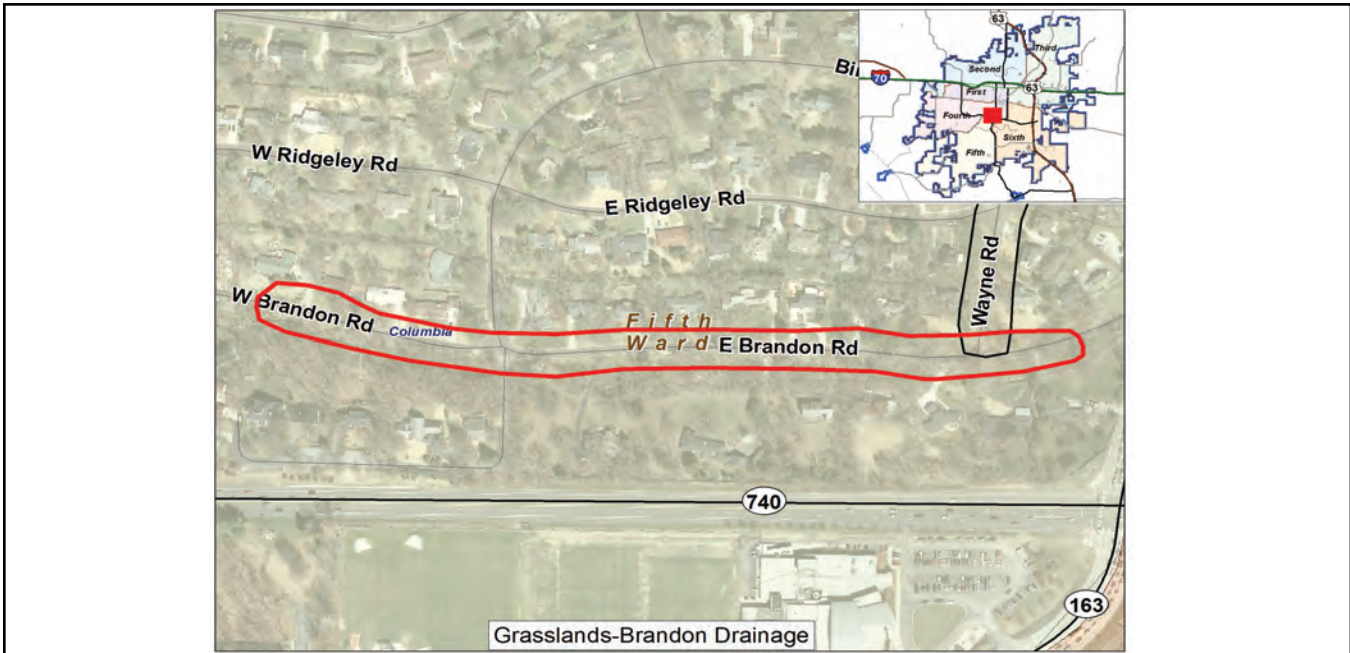 63
Third
Second
70
63
First
Fourth
Sixth
Fifth
W Ridgeley Rd
E Ridgeley Rd
Wayne Rd
W Brandon Rd
Columbia
Fifth
Ward
E Brandon Rd
740
163
Grasslands-Brandon Drainage